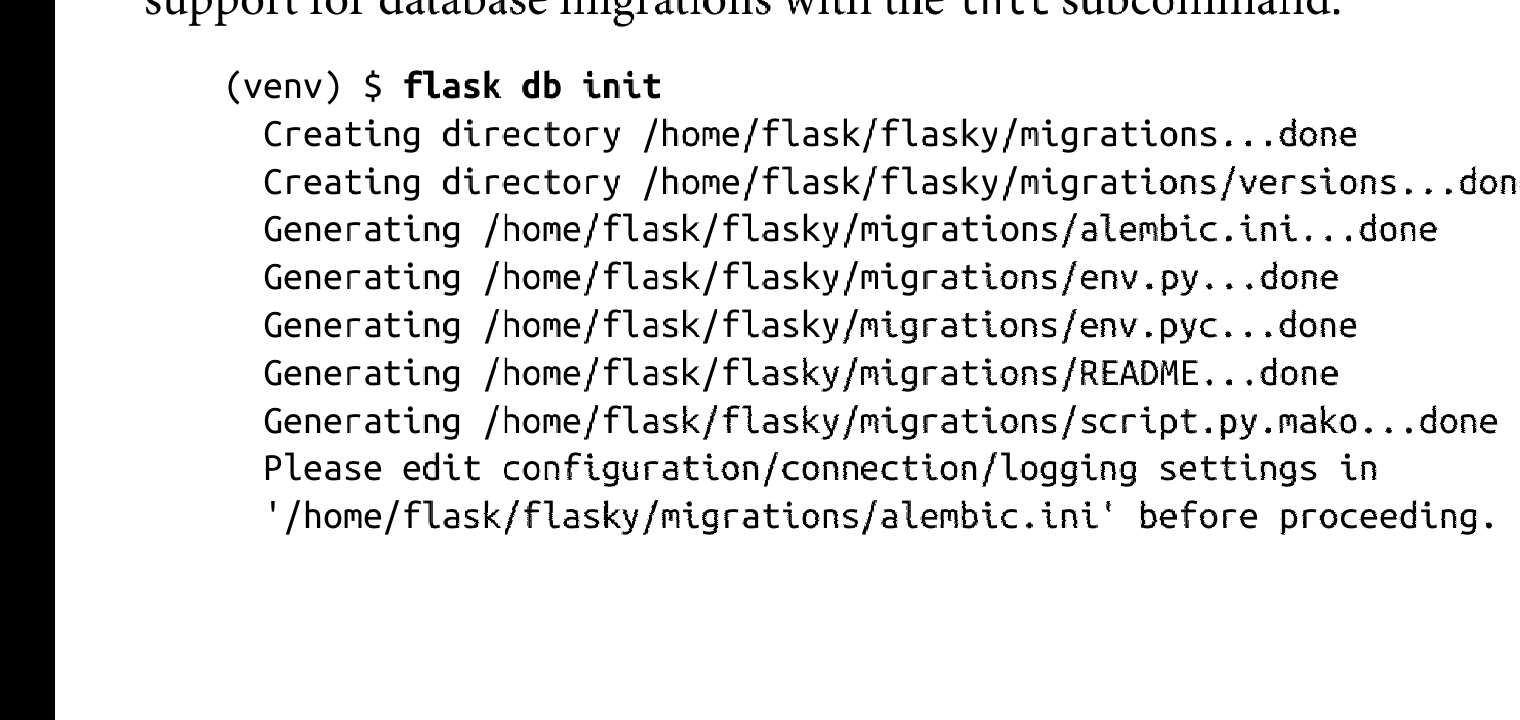 support for database migrations with the init subcommand:
(venv) $ flask db init
Creating directory /home/flask/flasky/migrations...done
Creating directory /home/flask/flasky/migrations/versions...don
Generating /home/flask/flasky/migrations/alembic.ini...done
Generating /home/flask/flasky/migrations/env.py...done
Generating /home/flask/flasky/migrations/env.pyc...done
Generating /home/flask/flasky/migrations/README...done
Generating /home/flask/flasky/migrations/script.py.mako...done
Please edit configuration/connection/logging settings in
'/home/flask/flasky/migrations/alembic.ini' before proceeding.